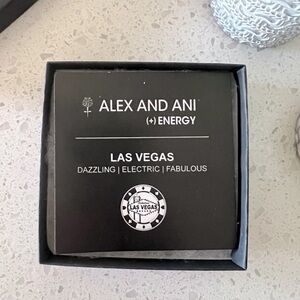 ALEX AND ANI
(+) ENERGY
LAS VEGAS
DAZZLING | ELECTRIC | FABULOUS
LAS VEGAS